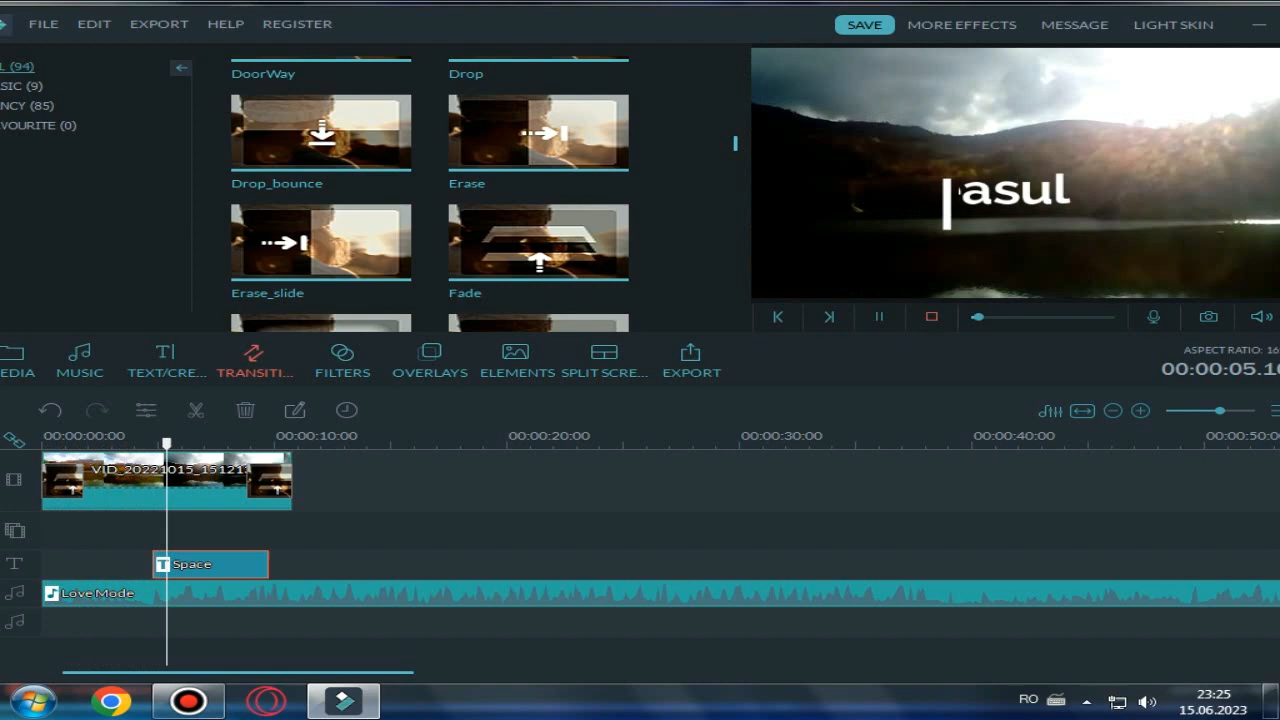 FILE EDIT EXPORT HELP REGISTER SAVE MORE EFFECTS MESSAGE LIGHT SKIN
L (94)
SIC (9)
NCY (85)
VOURITE (0)
DoorWay Drop
Drop_bounce Erase
Erase_slide Fade
asul
EDIA MUSIC TEXT/CRE... TRANSITI... FILTERS OVERLAYS ELEMENTS SPLIT SCRE... EXPORT
ASPECT RATIO: 16
00:00:05.10
00:00:00:00 00:00:10:00 00:00:20:00 00:00:30:00 00:00:40:00 00:00:50:0
VID_20221015_15121
Space
Love Mode
RO
23:25
15.06.2023